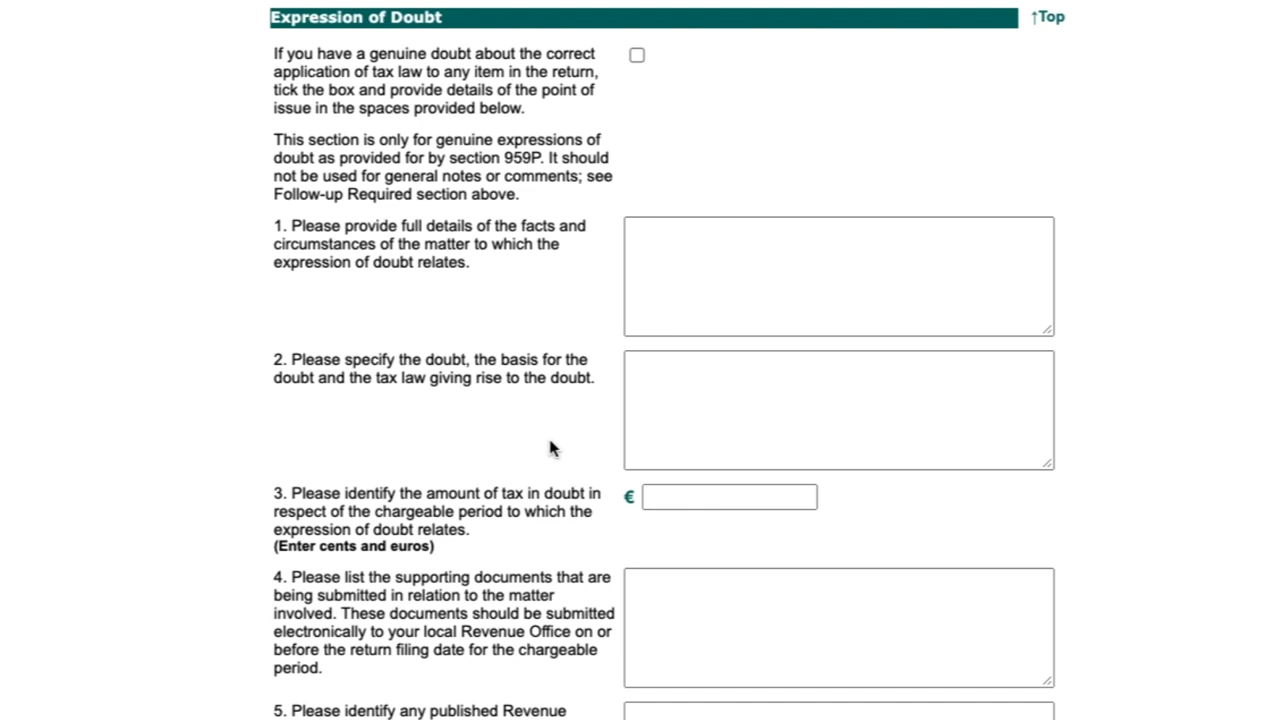 Expression of Doubt ↑Top
If you have a genuine doubt about the correct
application of tax law to any item in the return,
tick the box and provide details of the point of
issue in the spaces provided below.
This section is only for genuine expressions of
doubt as provided for by section 959P. It should
not be used for general notes or comments; see
Follow-up Required section above.
1. Please provide full details of the facts and
circumstances of the matter to which the
expression of doubt relates.
2. Please specify the doubt, the basis for the
doubt and the tax law giving rise to the doubt.
3. Please identify the amount of tax in doubt in
respect of the chargeable period to which the
expression of doubt relates.
(Enter cents and euros)
€
4. Please list the supporting documents that are
being submitted in relation to the matter
involved. These documents should be submitted
electronically to your local Revenue Office on or
before the return filing date for the chargeable
period.
5. Please identify any published Revenue